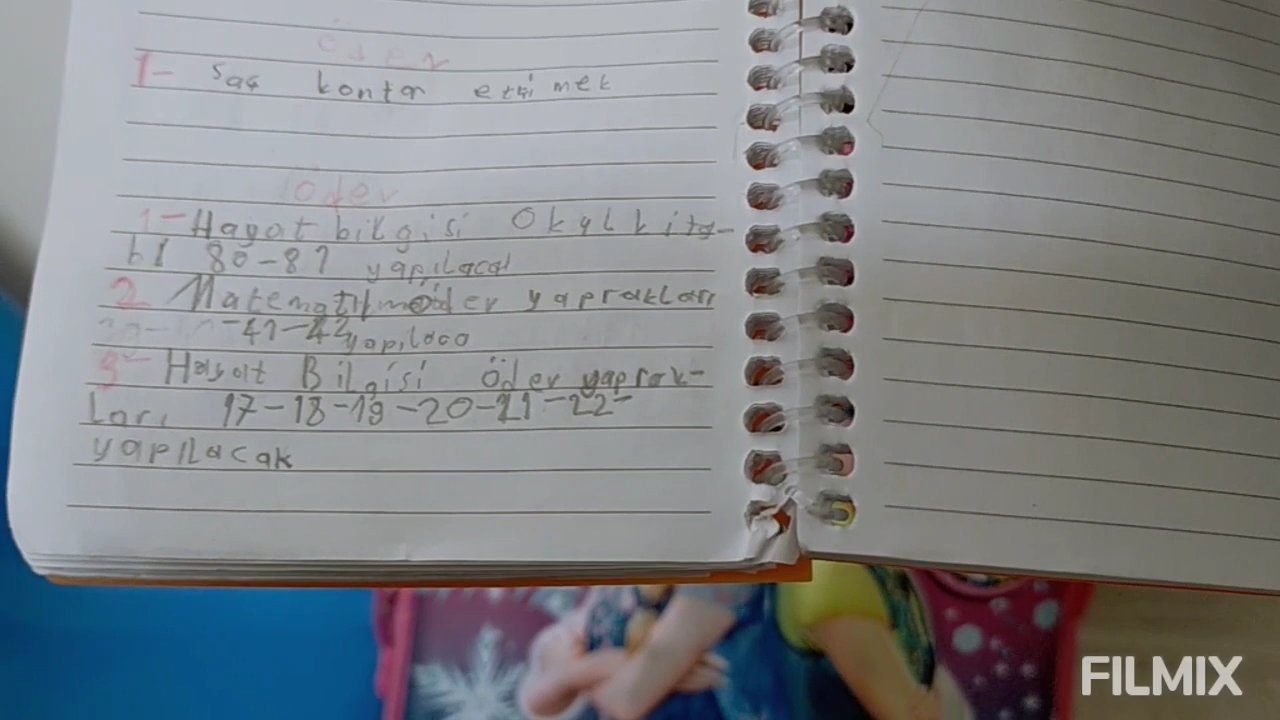 Ödev
1- Saç kontor etmek
Ödev
1- Hayat bilgisi Okul kita-
bı 80-81 yapılacak
2 Matematik ödev yaprakları
-41-42 yapılaca
3- Hayat Bilgisi Ödev yaprak-
ları 17-18-19-20-21-22-
yapılacak
FILMIX